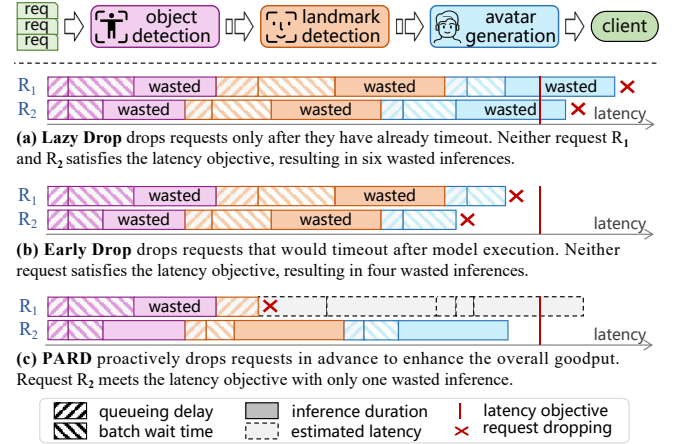 req
req
req
object
detection
landmark
detection
avatar
generation
client
R1
wasted
wasted
wasted
R2
wasted
wasted
wasted
latency
(a) Lazy Drop drops requests only after they have already timeout. Neither request R1
and R2 satisfies the latency objective, resulting in six wasted inferences.
R1
wasted
wasted
R2
wasted
wasted
latency
(b) Early Drop drops requests that would timeout after model execution. Neither
request satisfies the latency objective, resulting in four wasted inferences.
R1
wasted
R2
latency
(c) PARD proactively drops requests in advance to enhance the overall goodput.
Request R2 meets the latency objective with only one wasted inference.
queueing delay
inference duration
latency objective
batch wait time
estimated latency
request dropping